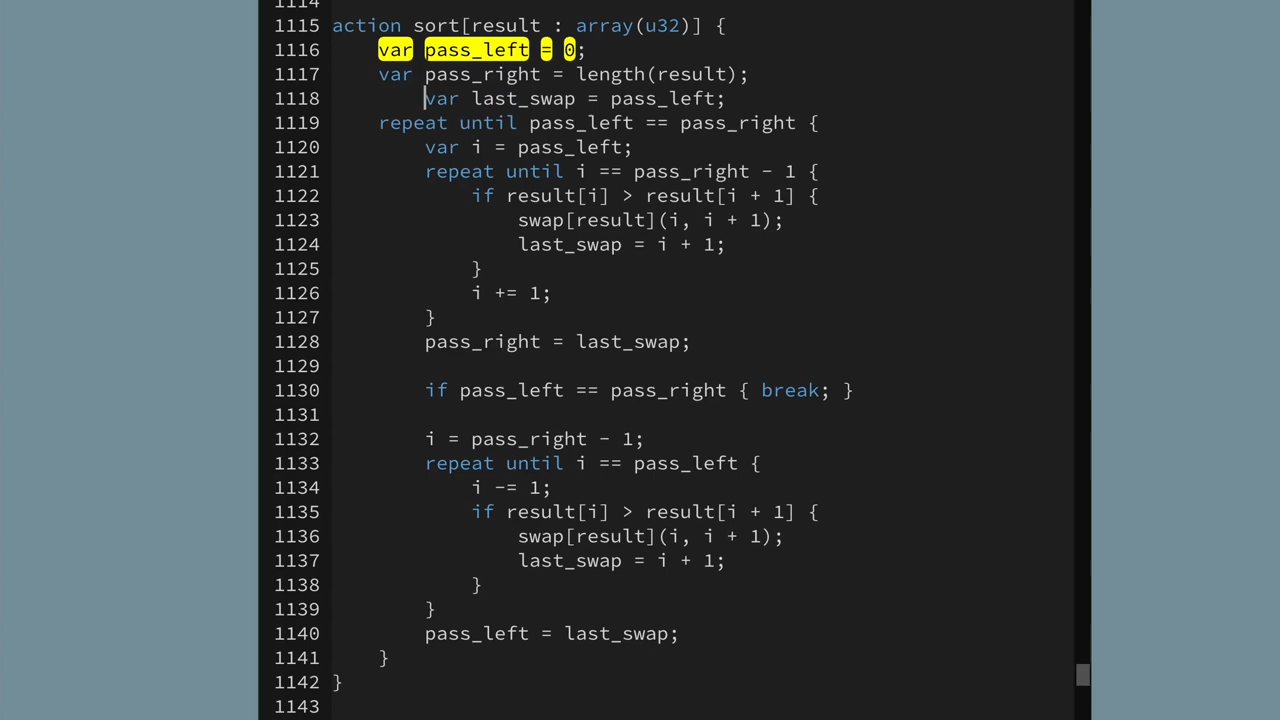 1114
1115 action sort[result : array(u32)] {
1116     var pass_left = 0;
1117     var pass_right = length(result);
1118         var last_swap = pass_left;
1119     repeat until pass_left == pass_right {
1120         var i = pass_left;
1121         repeat until i == pass_right - 1 {
1122             if result[i] > result[i + 1] {
1123                 swap[result](i, i + 1);
1124                 last_swap = i + 1;
1125             }
1126             i += 1;
1127         }
1128         pass_right = last_swap;
1129
1130         if pass_left == pass_right { break; }
1131
1132         i = pass_right - 1;
1133         repeat until i == pass_left {
1134             i -= 1;
1135             if result[i] > result[i + 1] {
1136                 swap[result](i, i + 1);
1137                 last_swap = i + 1;
1138             }
1139         }
1140         pass_left = last_swap;
1141     }
1142 }
1143